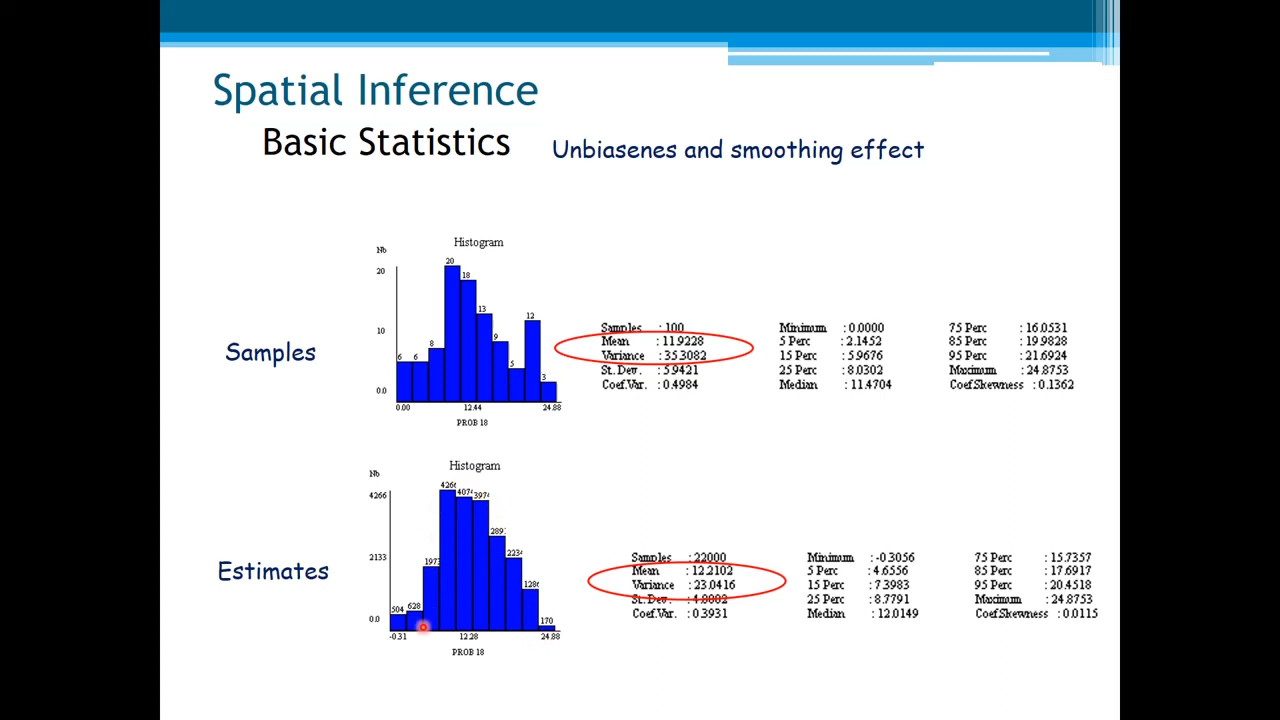 Spatial Inference
Basic Statistics
Unbiasenes and smoothing effect
Samples
Histogram
Nb
20
10
0.0
6 6 8 20 18 13 9 5 12 3
0.00 12.44 24.88
PROB 18
Samples : 100
Mean : 11.9228
Variance : 35.3082
St. Dev. : 5.9421
Coef.Var. : 0.4984
Minimum : 0.0000
5 Perc : 2.1452
15 Perc : 5.9676
25 Perc : 8.0302
Median : 11.4704
75 Perc : 16.0531
85 Perc : 19.9828
95 Perc : 21.6924
Maximum : 24.8753
Coef.Skewness : 0.1362
Estimates
Histogram
Nb
4266
2133
0.0
504 628 1973 4266 4074 3974 2234 170
-0.31 12.28 24.88
PROB 18
Samples : 22000
Mean : 12.2102
Variance : 23.0416
St. Dev. : 4.8002
Coef.Var. : 0.3931
Minimum : -0.3056
5 Perc : 4.6556
15 Perc : 7.3983
25 Perc : 8.7791
Median : 12.0149
75 Perc : 15.7357
85 Perc : 17.6917
95 Perc : 20.4518
Maximum : 24.8753
Coef.Skewness : 0.0115